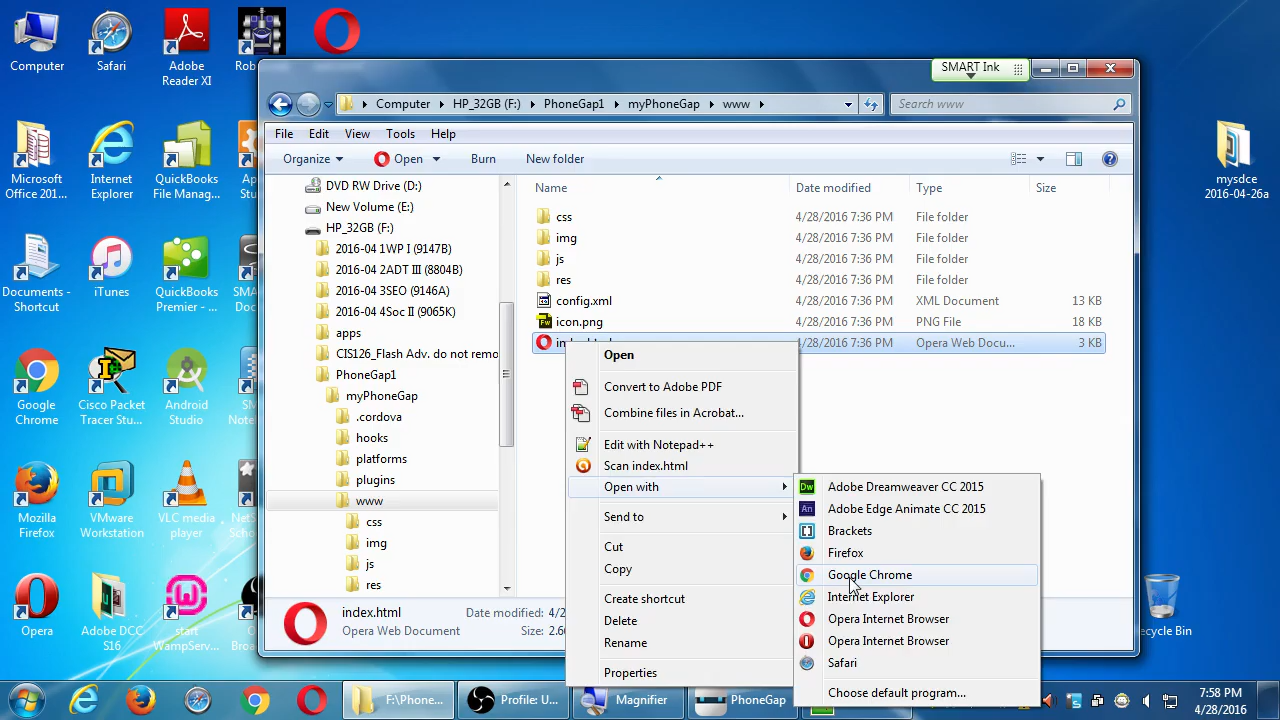 Computer
Safari
Adobe
Reader XI
Rob
SMART Ink
Computer
HP_32GB (F:)
PhoneGap1
myPhoneGap
www
Search www
File
Edit
View
Tools
Help
Organize
Open
Burn
New folder
Microsoft
Office 201...
Internet
Explorer
QuickBooks
File Manag...
Ap
Stu
mysdce
2016-04-26a
DVD RW Drive (D:)
New Volume (E:)
HP_32GB (F:)
2016-04 1WP I (9147B)
2016-04 2ADT III (8804B)
2016-04 3SEO (9146A)
2016-04 4Soc II (9065K)
apps
CIS126_Flash Adv. do not remo
PhoneGap1
myPhoneGap
.cordova
hooks
platforms
plugins
www
css
img
js
res
Name
Date modified
Type
Size
css 4/28/2016 7:36 PM File folder
img 4/28/2016 7:36 PM File folder
js 4/28/2016 7:36 PM File folder
res 4/28/2016 7:36 PM File folder
config.xml 4/28/2016 7:36 PM XML Document 13 KB
icon.png 4/28/2016 7:36 PM PNG File 18 KB
4/28/2016 7:36 PM Opera Web Docu... 3 KB
Documents -
Shortcut
iTunes
QuickBooks
Premier - ...
SMA
Do
Google
Chrome
Cisco Packet
Tracer Stu...
Android
Studio
SM
Not
Mozilla
Firefox
VMware
Workstation
VLC media
player
Net
S
Opera
Adobe DCC
S16
start
WampServ...
Open
Convert to Adobe PDF
Combine files in Acrobat...
Edit with Notepad++
Scan index.html
Open with
Send to
Cut
Copy
Create shortcut
Delete
Rename
Properties
Adobe Dreamweaver CC 2015
Adobe Edge Animate CC 2015
Brackets
Firefox
Google Chrome
Internet Explorer
Opera Internet Browser
Opera Internet Browser
Safari
Choose default program...
index.html
Date modified: 4/2
Opera Web Document
Size: 2.6
ecycle Bin
F:\Phone...
Profile: U...
Magnifier
PhoneGap
7:58 PM
4/28/2016